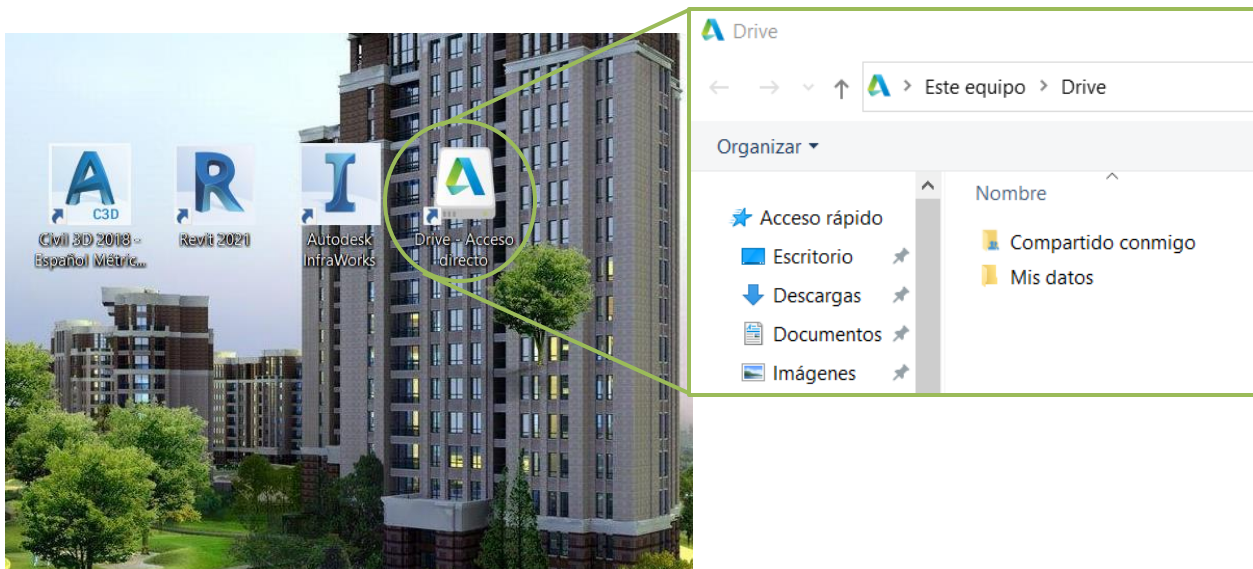 C3D
Civil 3D 2018 -
Español Métric...
Revit 2021
Autodesk
InfraWorks
Drive - Acceso
directo
Drive
Este equipo > Drive
Organizar
Nombre
Acceso rápido
Escritorio
Descargas
Documentos
Imágenes
Compartido conmigo
Mis datos